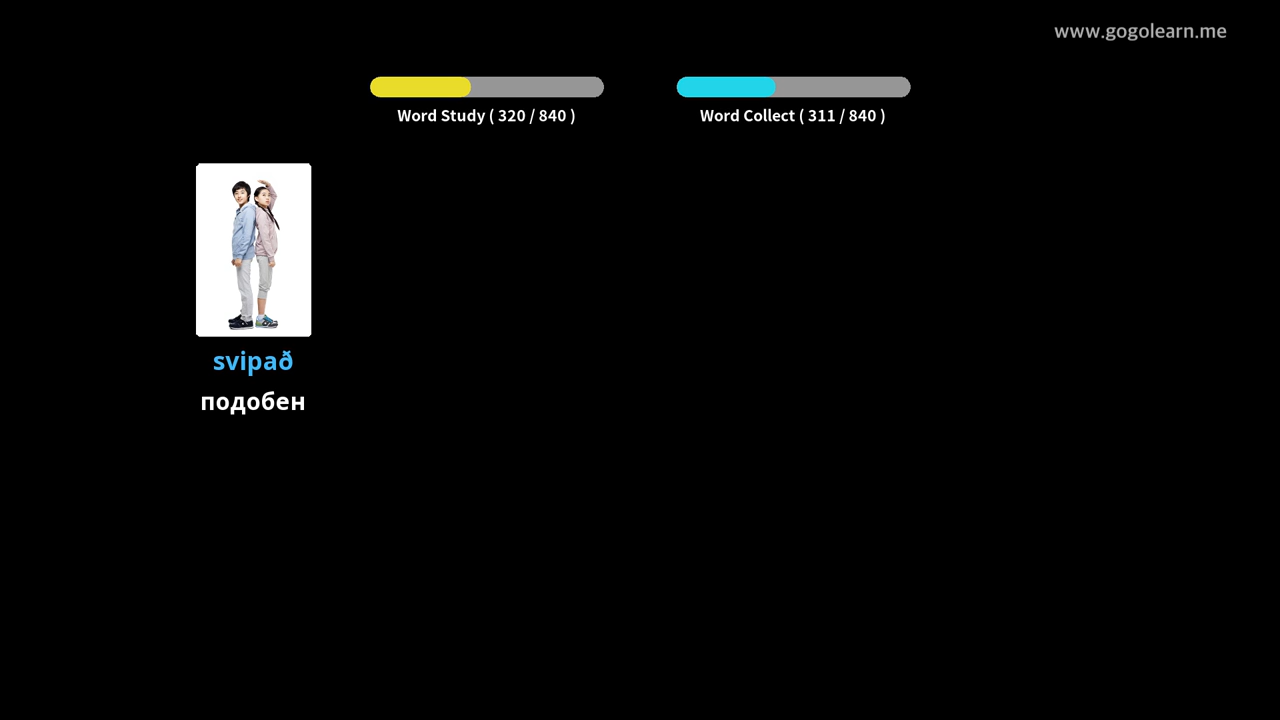 www.gogolearn.me
Word Study ( 320 / 840 )
Word Collect ( 311 / 840 )
svipað
подобен